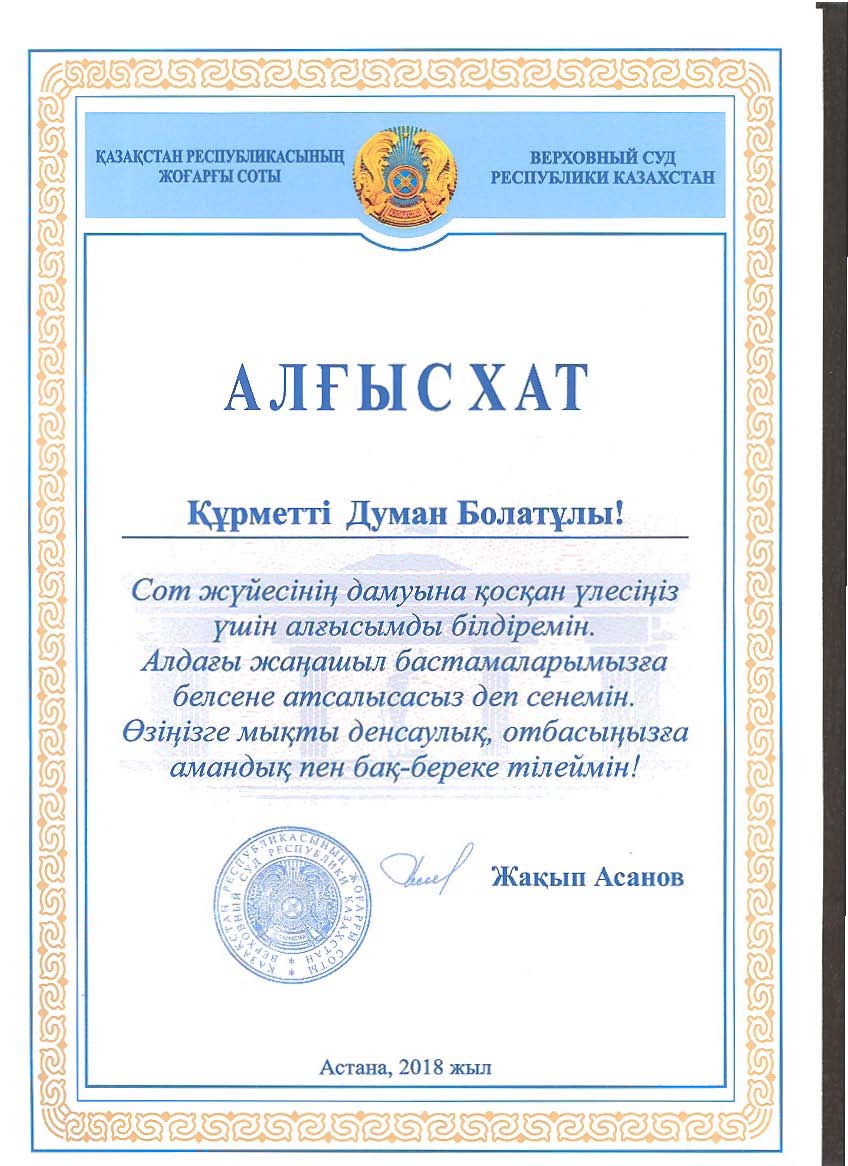 ҚАЗАҚСТАН РЕСПУБЛИКАСЫНЫҢ
ЖОҒАРҒЫ СОТЫ
ВЕРХОВНЫЙ СУД
РЕСПУБЛИКИ КАЗАХСТАН
АЛҒЫС ХАТ
Құрметті Думан Болатұлы!
Сот жүйесінің дамуына қосқан үлесіңіз
үшін алғысымды білдіремін.
Алдағы жаңашыл бастамаларымызға
белсене атсалысасыз деп сенемін.
Өзіңізге мықты денсаулық, отбасыңызға
амандық пен бақ-береке тілеймін!
ҚАЗАҚСТАН РЕСПУБЛИКАСЫНЫҢ ЖОҒАРҒЫ СОТЫ
ВЕРХОВНЫЙ СУД РЕСПУБЛИКИ КАЗАХСТАН
Жақып Асанов
Астана, 2018 жыл